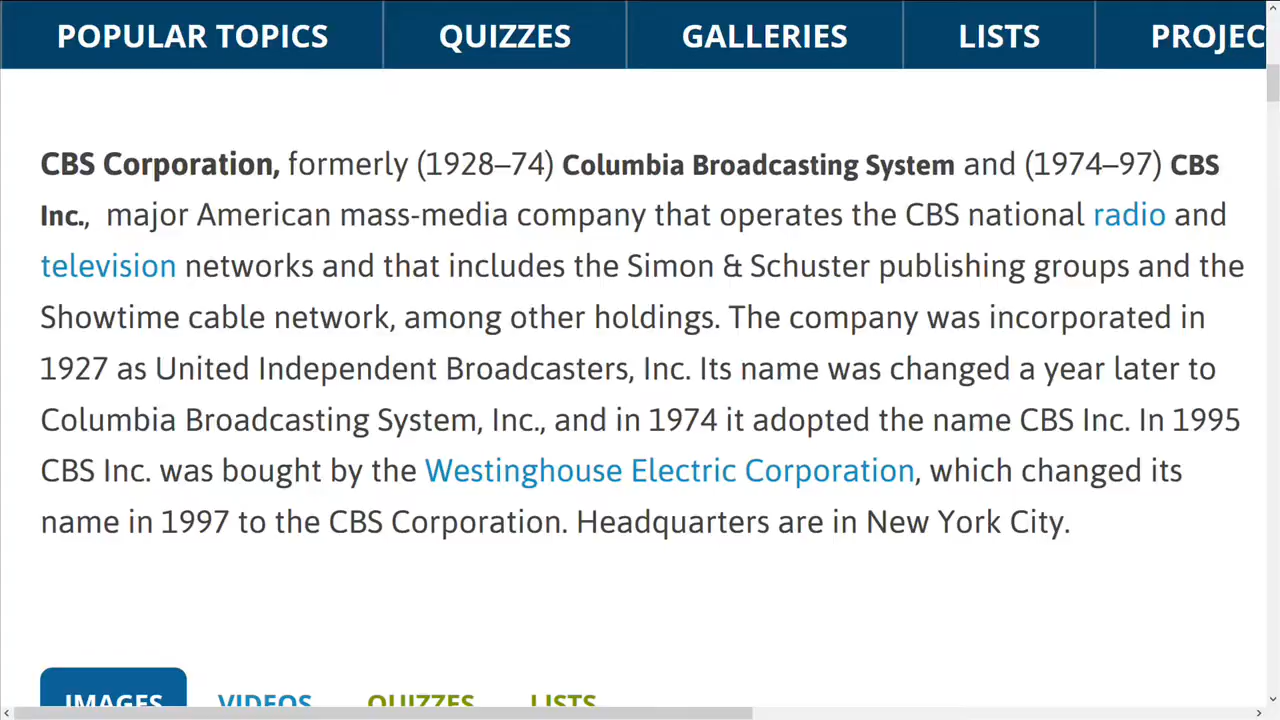 POPULAR TOPICS QUIZZES GALLERIES LISTS PROJEC
CBS Corporation, formerly (1928–74) Columbia Broadcasting System and (1974–97) CBS
Inc., major American mass-media company that operates the CBS national radio and
television networks and that includes the Simon & Schuster publishing groups and the
Showtime cable network, among other holdings. The company was incorporated in
1927 as United Independent Broadcasters, Inc. Its name was changed a year later to
Columbia Broadcasting System, Inc., and in 1974 it adopted the name CBS Inc. In 1995
CBS Inc. was bought by the Westinghouse Electric Corporation, which changed its
name in 1997 to the CBS Corporation. Headquarters are in New York City.
IMAGES VIDEOS QUIZZES LISTS